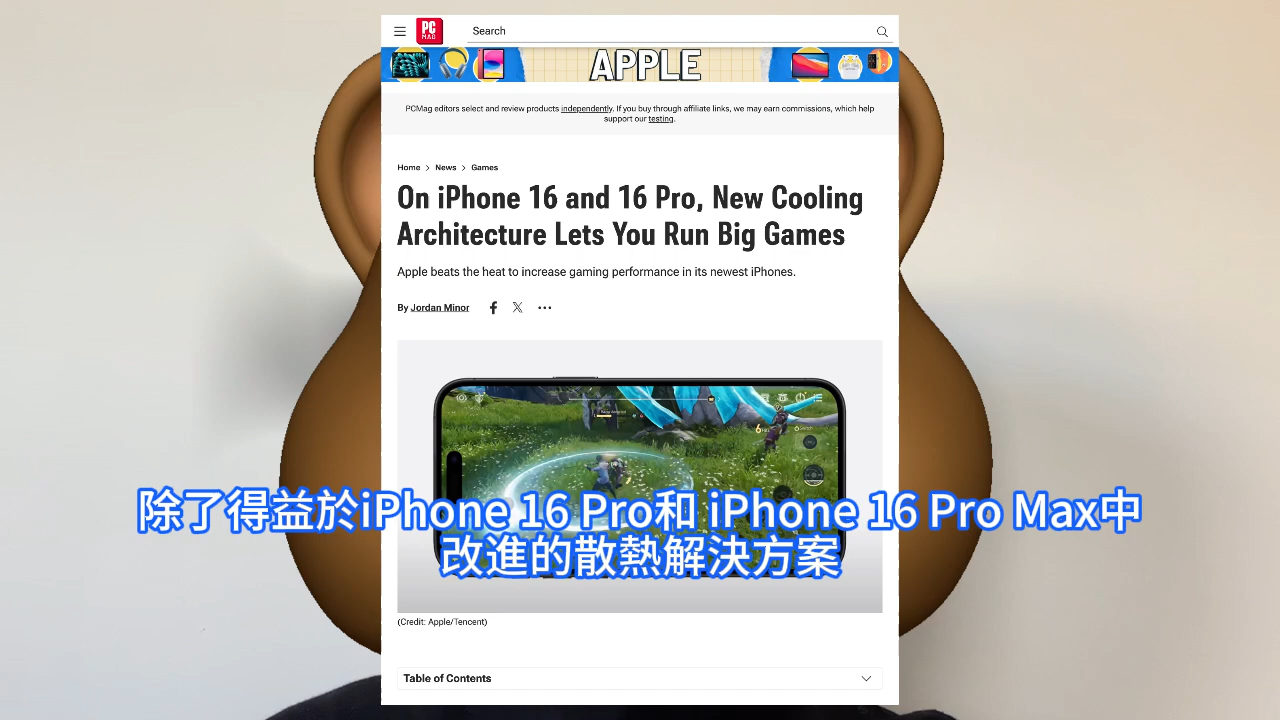 PC
MAG
Search
APPLE
PCMag editors select and review products independently. If you buy through affiliate links, we may earn commissions, which help
support our testing.
Home > News > Games
On iPhone 16 and 16 Pro, New Cooling
Architecture Lets You Run Big Games
Apple beats the heat to increase gaming performance in its newest iPhones.
By Jordan Minor
除了得益於iPhone 16 Pro和 iPhone 16 Pro Max中
改進的散熱解決方案
(Credit: Apple/Tencent)
Table of Contents